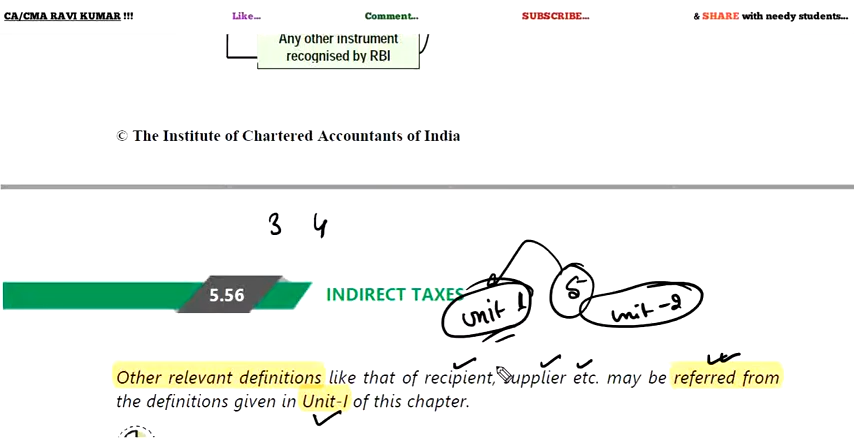 CA/CMA RAVI KUMAR !!! Like... Comment... SUBSCRIBE... & SHARE with needy students...
Any other instrument
recognised by RBI
© The Institute of Chartered Accountants of India
3 4
5.56 INDIRECT TAXES
unit 1 5 unit-2
Other relevant definitions like that of recipient, supplier etc. may be referred from
the definitions given in Unit-I of this chapter.